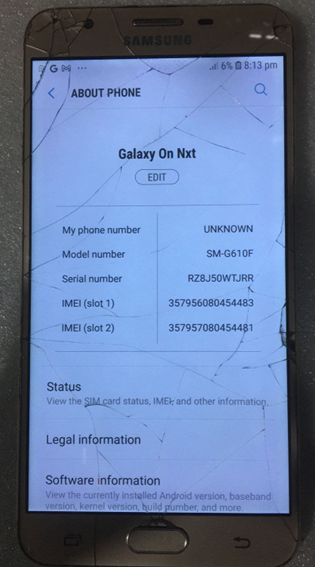 SAMSUNG
G ... 6% 8:13 pm
ABOUT PHONE
Galaxy On Nxt
EDIT
My phone number UNKNOWN
Model number SM-G610F
Serial number RZ8J50WTJRR
IMEI (slot 1) 357956080454483
IMEI (slot 2) 357957080454481
Status
View the SIM card status, IMEI, and other information.
Legal information
Software information
View the currently installed Android version, baseband
version, kernel version, build number, and more.